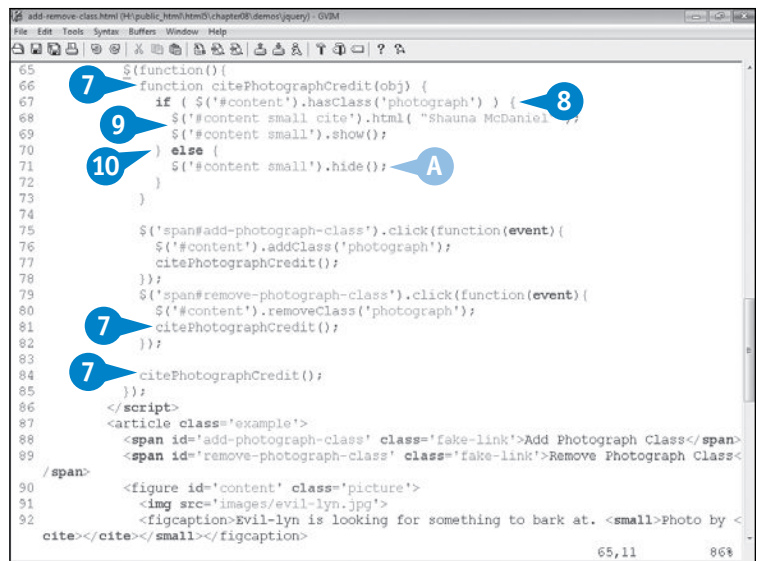 add-remove-class.html (H:\public_html\html5\chapter08\demos\jquery) - GVIM
File Edit Tools Syntax Buffers Window Help
65 $(function(){
66 function citePhotographCredit(obj) {
67 if ( $('#content').hasClass('photograph') ) {
68 $('#content small cite').html( "Shauna McDaniel" );
69 $('#content small').show();
70 } else {
71 $('#content small').hide();
72 }
73 }
74
75 $('span#add-photograph-class').click(function(event){
76 $('#content').addClass('photograph');
77 citePhotographCredit();
78 });
79 $('span#remove-photograph-class').click(function(event){
80 $('#content').removeClass('photograph');
81 citePhotographCredit();
82 });
83
84 citePhotographCredit();
85 });
86 </script>
87 <article class='example'>
88 <span id='add-photograph-class' class='fake-link'>Add Photograph Class</span>
89 <span id='remove-photograph-class' class='fake-link'>Remove Photograph Class<
/span>
90 <figure id='content' class='picture'>
91 <img src='images/evil-lyn.jpg'>
92 <figcaption>Evil-lyn is looking for something to bark at. <small>Photo by <
cite></cite></small></figcaption>
65,11 86%
7
8
9
10
A
7
7